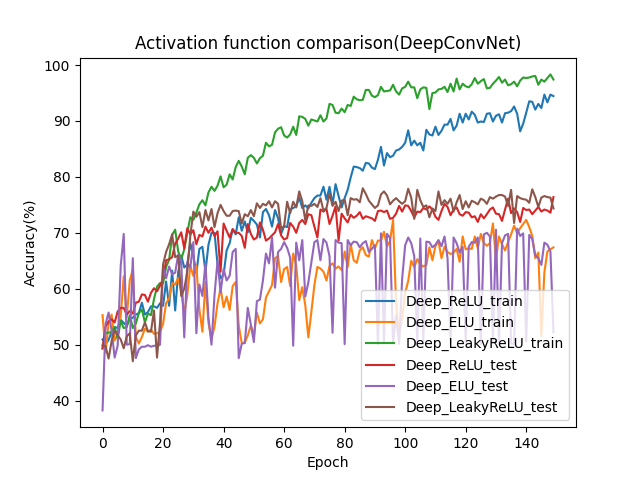 Activation function comparison(DeepConvNet)
Accuracy(%)
100
90
80
70
60
50
40
Deep_ReLU_train
Deep_ELU_train
Deep_LeakyReLU_train
Deep_ReLU_test
Deep_ELU_test
Deep_LeakyReLU_test
0 20 40 60 80 100 120 140
Epoch